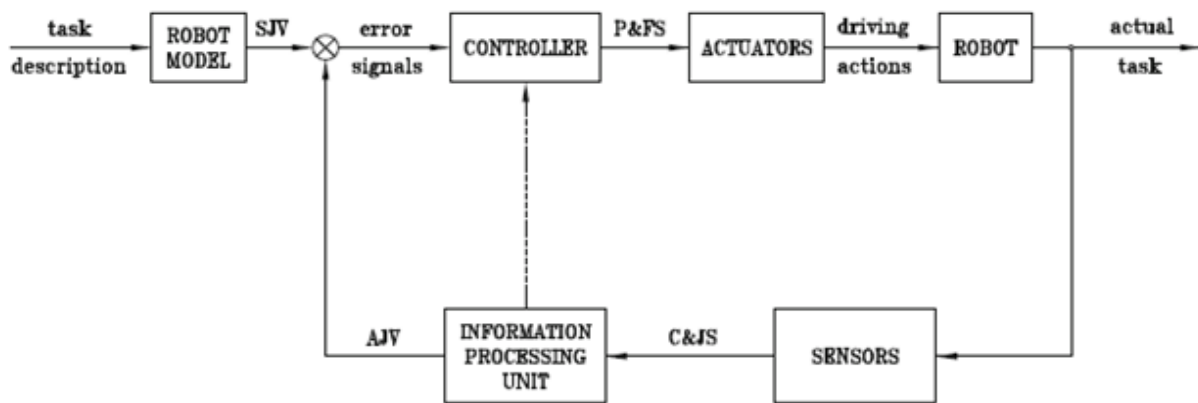 task
description
ROBOT
MODEL
SJV
error
signals
CONTROLLER
P&FS
ACTUATORS
driving
actions
ROBOT
actual
task
AJV
INFORMATION
PROCESSING
UNIT
C&JS
SENSORS